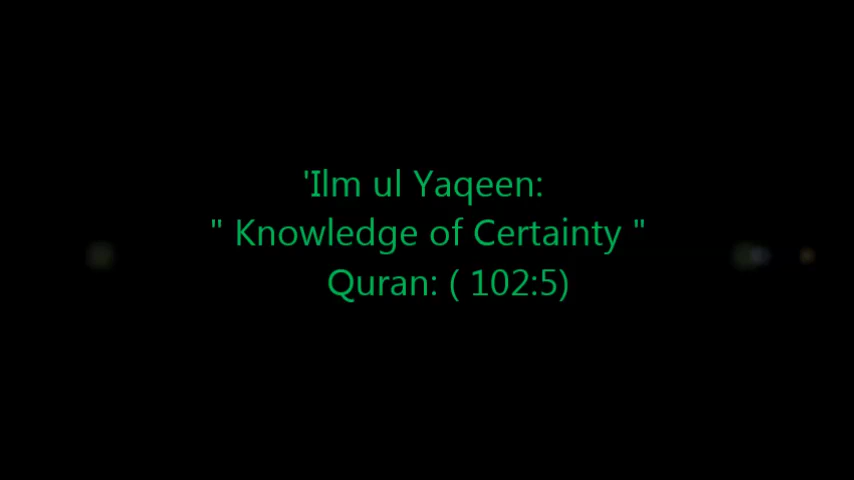 'Ilm ul Yaqeen:
" Knowledge of Certainty "
Quran: ( 102:5)